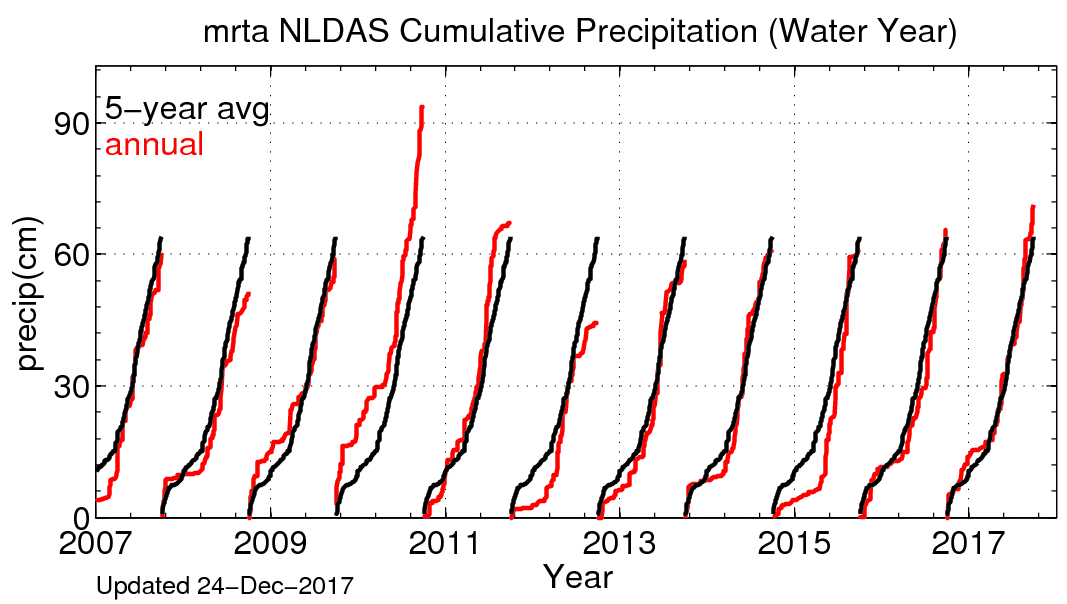 mrta NLDAS Cumulative Precipitation (Water Year)
5−year avg
annual
precip(cm)
90
60
30
0
2007 2009 2011 2013 2015 2017
Year
Updated 24−Dec−2017